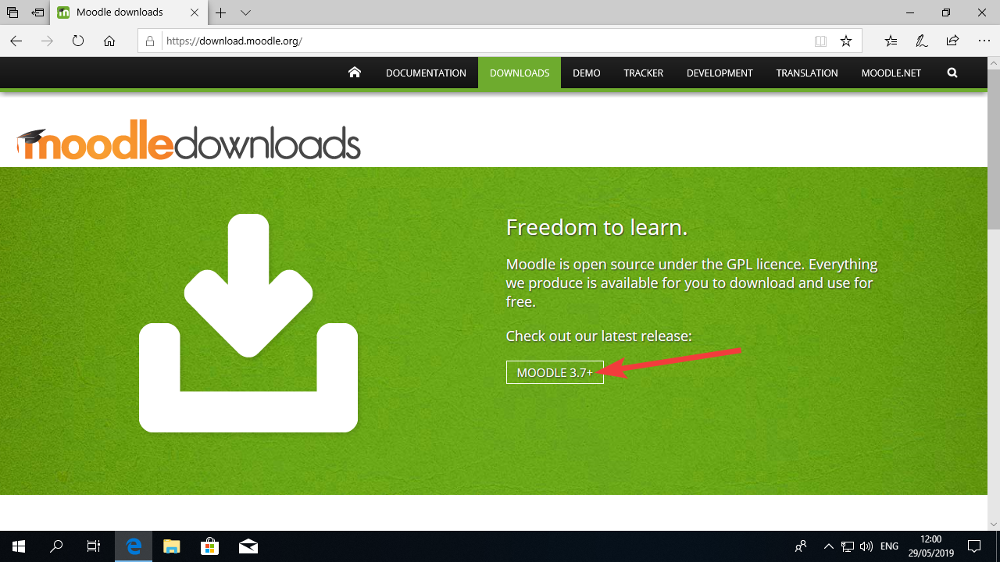 Moodle downloads
https://download.moodle.org/
DOCUMENTATION DOWNLOADS DEMO TRACKER DEVELOPMENT TRANSLATION MOODLE.NET
moodledownloads
Freedom to learn.
Moodle is open source under the GPL licence. Everything
we produce is available for you to download and use for
free.
Check out our latest release:
MOODLE 3.7+
ENG
12:00
29/05/2019